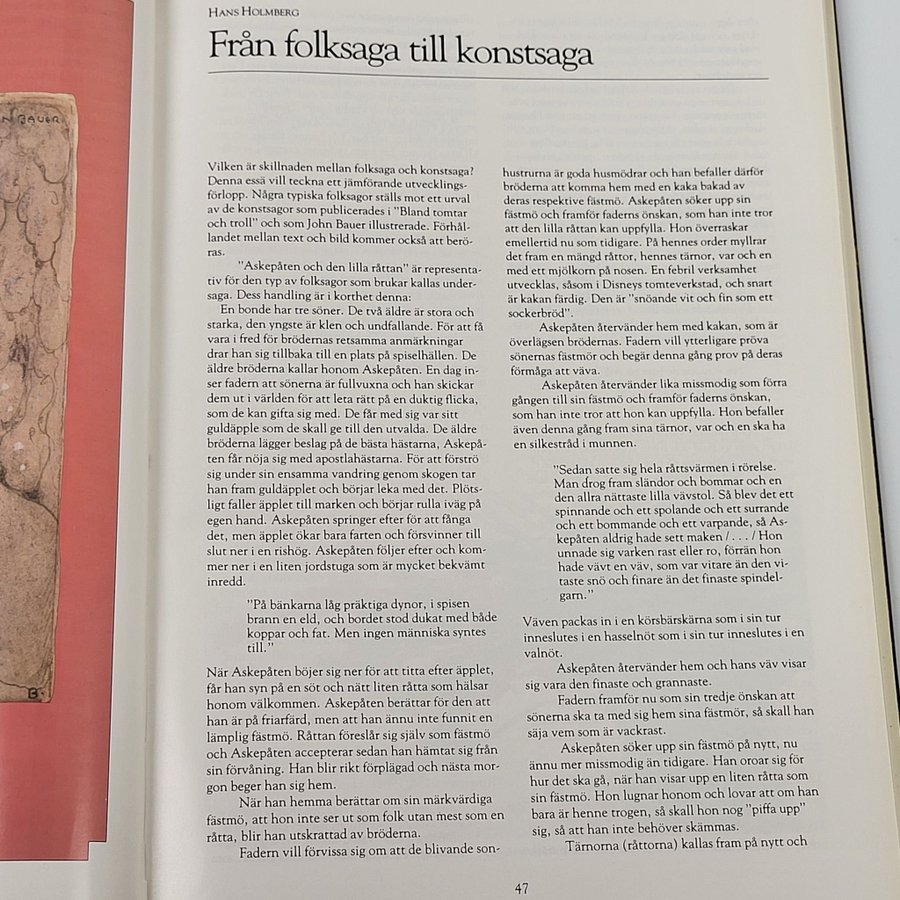 N BAUER
B.
HANS HOLMBERG
Från folksaga till konstsaga
Vilken är skillnaden mellan folksaga och konstsaga?
Denna essä vill teckna ett jämförande utvecklings-
förlopp. Några typiska folksagor ställs mot ett urval
av de konstsagor som publicerades i "Bland tomtar
och troll" och som John Bauer illustrerade. Förhål-
landet mellan text och bild kommer också att berö-
ras.
"Askepåten och den lilla råttan" är representa-
tiv för den typ av folksagor som brukar kallas under-
saga. Dess handling är i korthet denna:
En bonde har tre söner. De två äldre är stora och
starka, den yngste är klen och undfallande. För att få
vara i fred för brödernas retsamma anmärkningar
drar han sig tillbaka till en plats på spiselhällen. De
äldre bröderna kallar honom Askepåten. En dag in-
ser fadern att sönerna är fullvuxna och han skickar
dem ut i världen för att leta rätt på en duktig flicka,
som de kan gifta sig med. De får med sig var sitt
guldäpple som de skall ge till den utvalda. De äldre
bröderna lägger beslag på de bästa hästarna, Askepå-
ten får nöja sig med apostlahästarna. För att förströ
sig under sin ensamma vandring genom skogen tar
han fram guldäpplet och börjar leka med det. Plöts-
ligt faller äpplet till marken och börjar rulla iväg på
egen hand. Askepåten springer efter för att fånga
det, men äpplet ökar bara farten och försvinner till
slut ner i en rishög. Askepåten följer efter och kom-
mer ner i en liten jordstuga som är mycket bekvämt
inredd.
"På bänkarna låg präktiga dynor, i spisen
brann en eld, och bordet stod dukat med både
koppar och fat. Men ingen människa syntes
till."
När Askepåten böjer sig ner för att titta efter äpplet,
får han syn på en söt och nätt liten råtta som hälsar
honom välkommen. Askepåten berättar för den att
han är på friarfärd, men att han ännu inte funnit en
lämplig fästmö. Råttan föreslår sig själv som fästmö
och Askepåten accepterar sedan han hämtat sig från
sin förvåning. Han blir rikt förplägad och nästa mor-
gon beger han sig hem.
När han hemma berättar om sin märkvärdiga
fästmö, att hon inte ser ut som folk utan mest som en
råtta, blir han utskrattad av bröderna.
Fadern vill förvissa sig om att de blivande son-
hustrurna är goda husmödrar och han befaller därför
bröderna att komma hem med en kaka bakad av
deras respektive fästmö. Askepåten söker upp sin
fästmö och framför faderns önskan, som han inte tror
att den lilla råttan kan uppfylla. Hon överraskar
emellertid nu som tidigare. På hennes order myllrar
det fram en mängd råttor, hennes tärnor, var och en
med ett mjölkorn på nosen. En febril verksamhet
utvecklas, såsom i Disneys tomteverkstad, och snart
är kakan färdig. Den är "snöande vit och fin som ett
sockerbröd".
Askepåten återvänder hem med kakan, som är
överlägsen brödernas. Fadern vill ytterligare pröva
sönernas fästmör och begär denna gång prov på deras
förmåga att väva.
Askepåten återvänder lika missmodig som förra
gången till sin fästmö och framför faderns önskan,
som han inte tror att hon kan uppfylla. Hon befaller
även denna gång fram sina tärnor, var och en ska ha
en silkestråd i munnen.
"Sedan satte sig hela råttsvärmen i rörelse.
Man drog fram sländor och bommar och en
den allra nättaste lilla vävstol. Så blev det ett
spinnande och ett spolande och ett surrande
och ett bommande och ett varpande, så As-
kepåten aldrig hade sett maken /. . . / Hon
unnade sig varken rast eller ro, förrän hon
hade vävt en väv, som var vitare än den vi-
taste snö och finare än det finaste spindel-
garn."
Väven packas in i en körsbärskärna som i sin tur
inneslutes i en hasselnöt som i sin tur inneslutes i en
valnöt.
Askepåten återvänder hem och hans väv visar
sig vara den finaste och grannaste.
Fadern framför nu som sin tredje önskan att
sönerna ska ta med sig hem sina fästmör, så skall han
säja vem som är vackrast.
Askepåten söker upp sin fästmö på nytt, nu
ännu mer missmodig än tidigare. Han oroar sig för
hur det ska gå, när han visar upp en liten råtta som
sin fästmö. Hon lugnar honom och lovar att om han
bara är henne trogen, så skall hon nog "piffa upp"
sig, så att han inte behöver skämmas.
Tärnorna (råttorna) kallas fram på nytt och
47